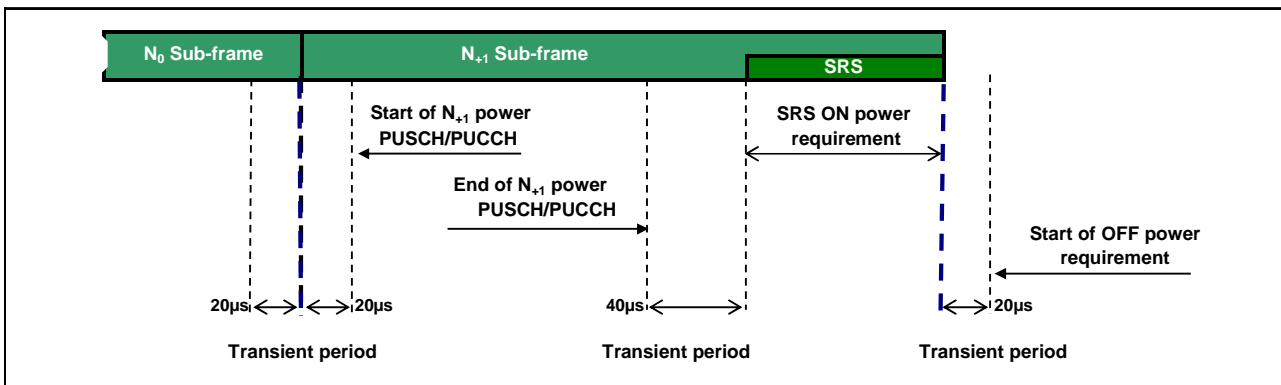 N₀ Sub-frame
N₊₁ Sub-frame
SRS
Start of N₊₁ power
PUSCH/PUCCH
SRS ON power
requirement
End of N₊₁ power
PUSCH/PUCCH
Start of OFF power
requirement
20µs
20µs
40µs
20µs
Transient period
Transient period
Transient period